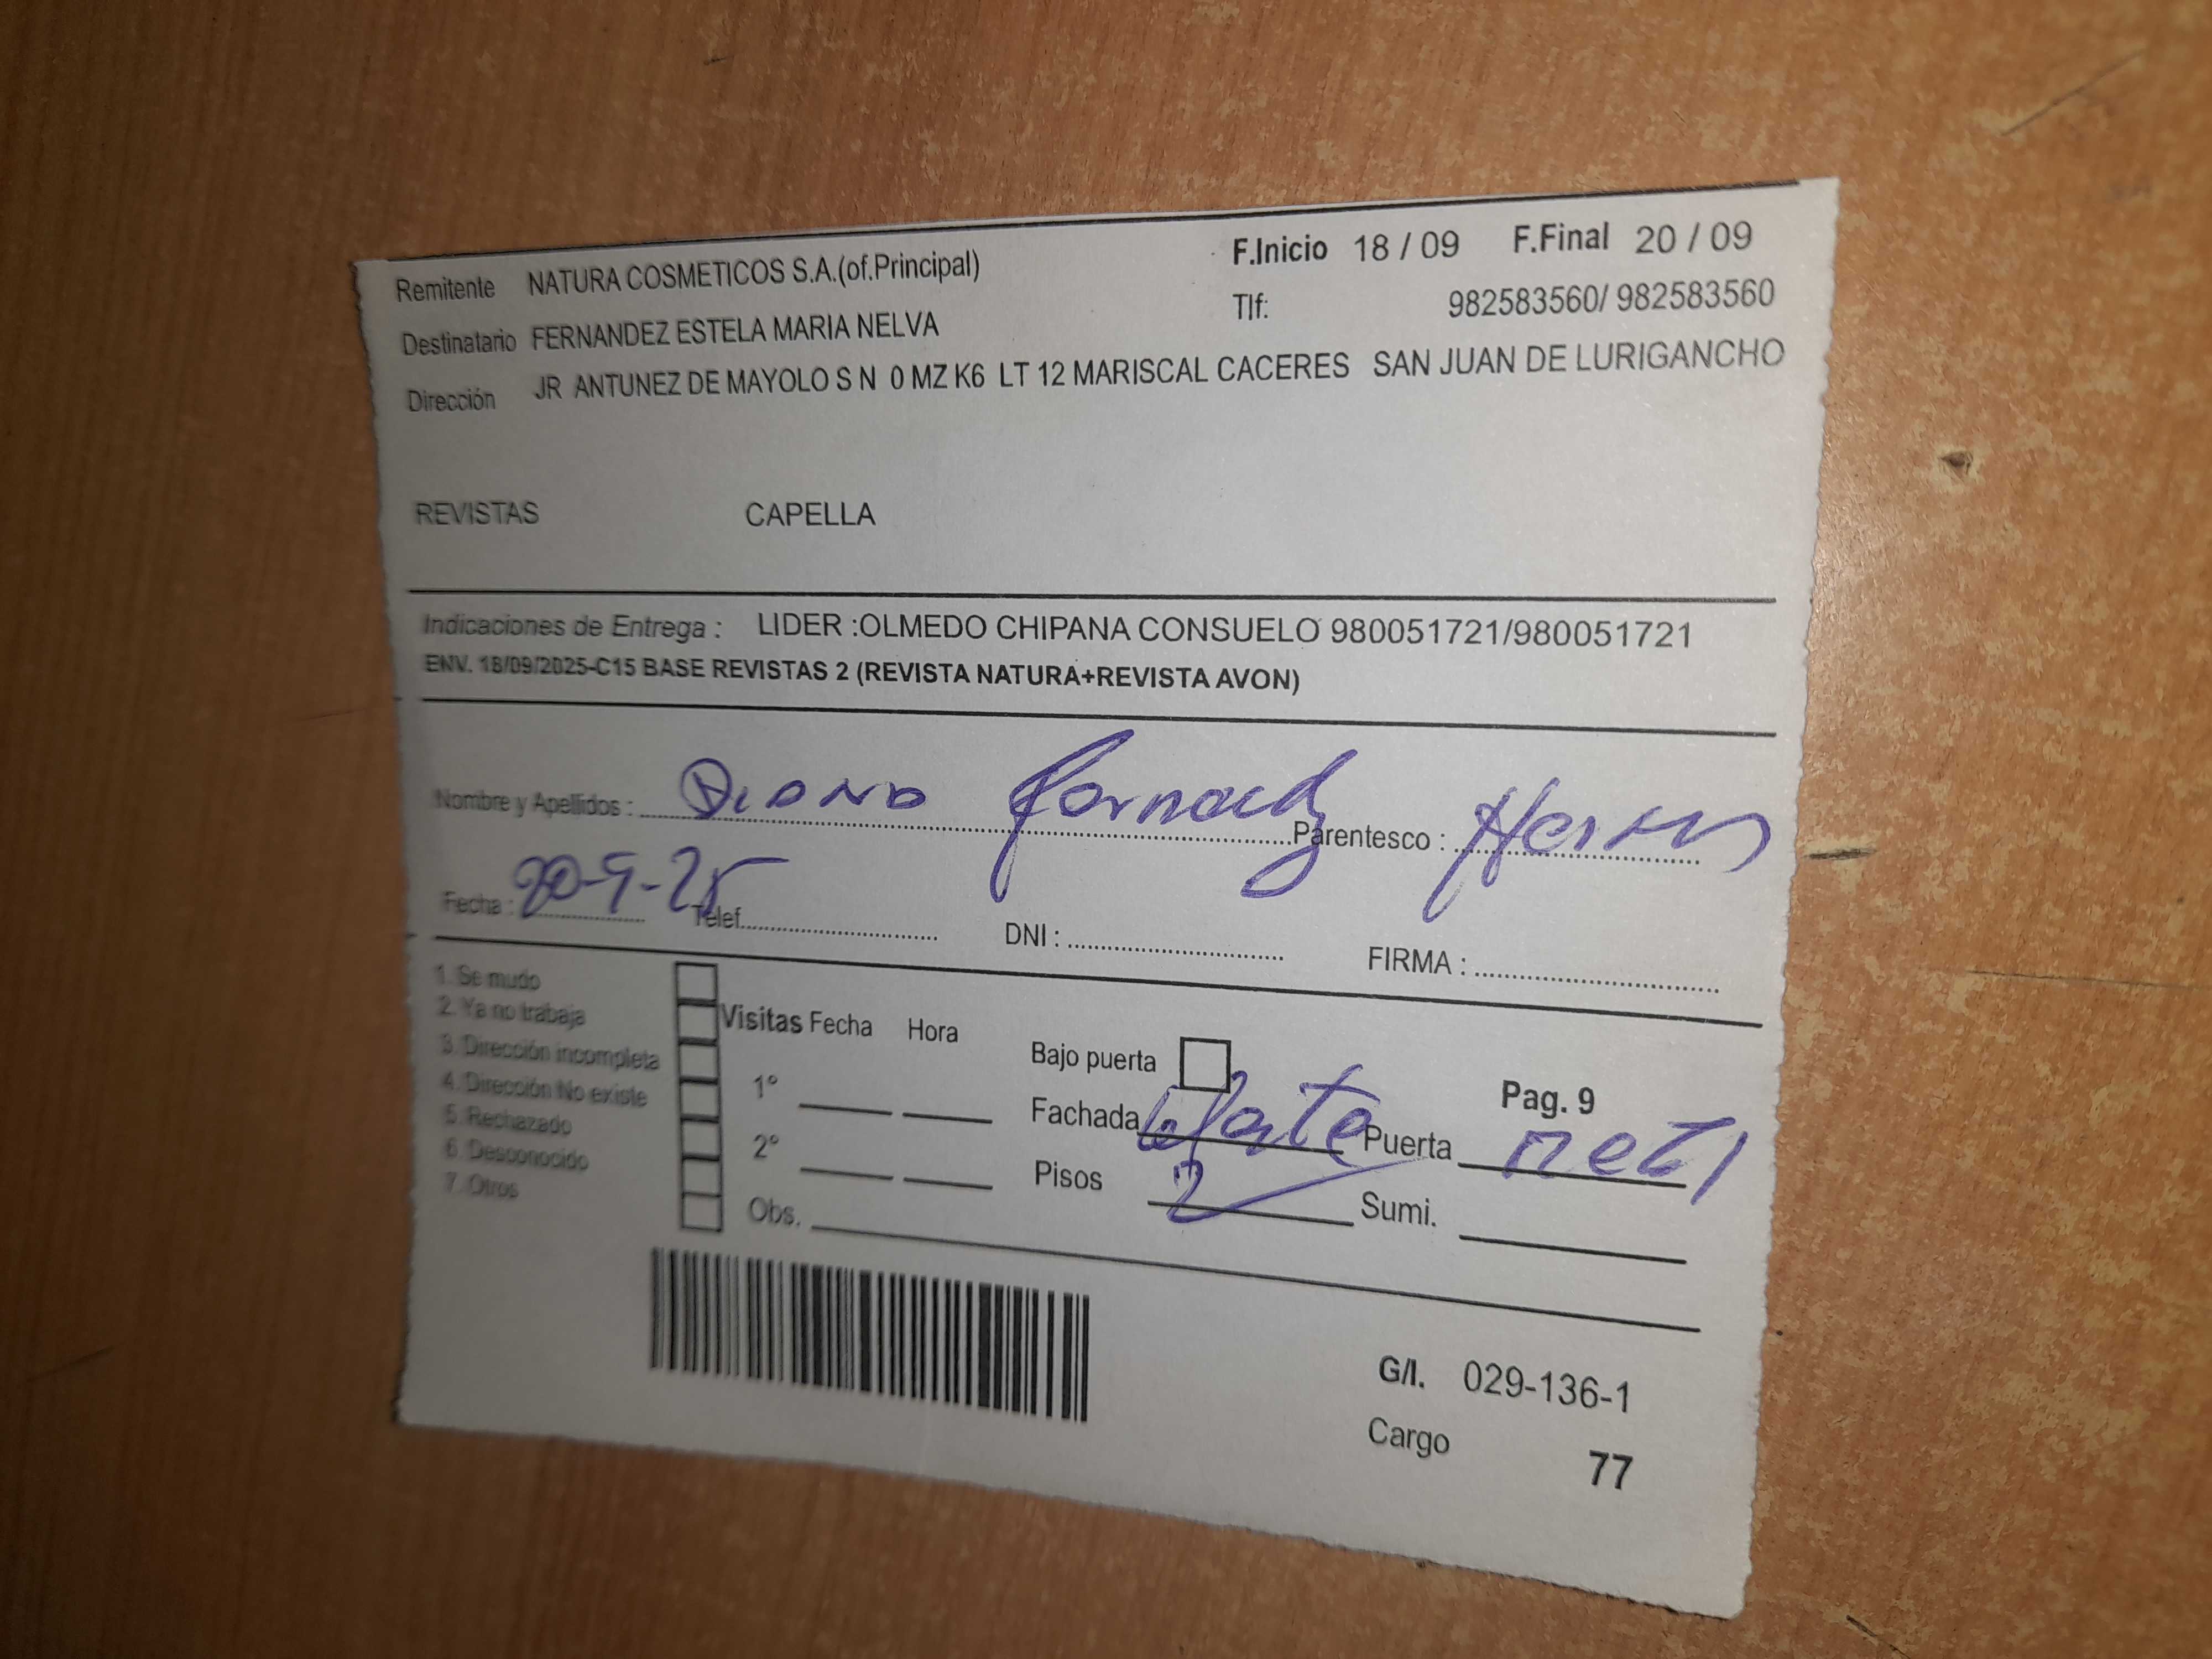 Remitente NATURA COSMETICOS S.A.(of.Principal) F.Inicio 18 / 09 F.Final 20 / 09
Destinatario FERNANDEZ ESTELA MARIA NELVA Tlf: 982583560/ 982583560
Dirección JR ANTUNEZ DE MAYOLO S N 0 MZ K6 LT 12 MARISCAL CACERES SAN JUAN DE LURIGANCHO
REVISTAS CAPELLA
Indicaciones de Entrega : LIDER :OLMEDO CHIPANA CONSUELO 980051721/980051721
ENV. 18/09/2025-C15 BASE REVISTAS 2 (REVISTA NATURA+REVISTA AVON)
Nombre y Apellidos : Diana Parentesco :
Fecha : 20-9-25 Telef. DNI : FIRMA :
1. Se mudo
2. Ya no trabaja
3. Dirección incompleta
4. Dirección No existe
5. Rechazado
6. Desconocido
7. Otros
Visitas Fecha Hora
1°
2°
Obs.
Bajo puerta Pag. 9
Fachada Puerta
Pisos 2 Sumi.
G/I. 029-136-1
Cargo 77